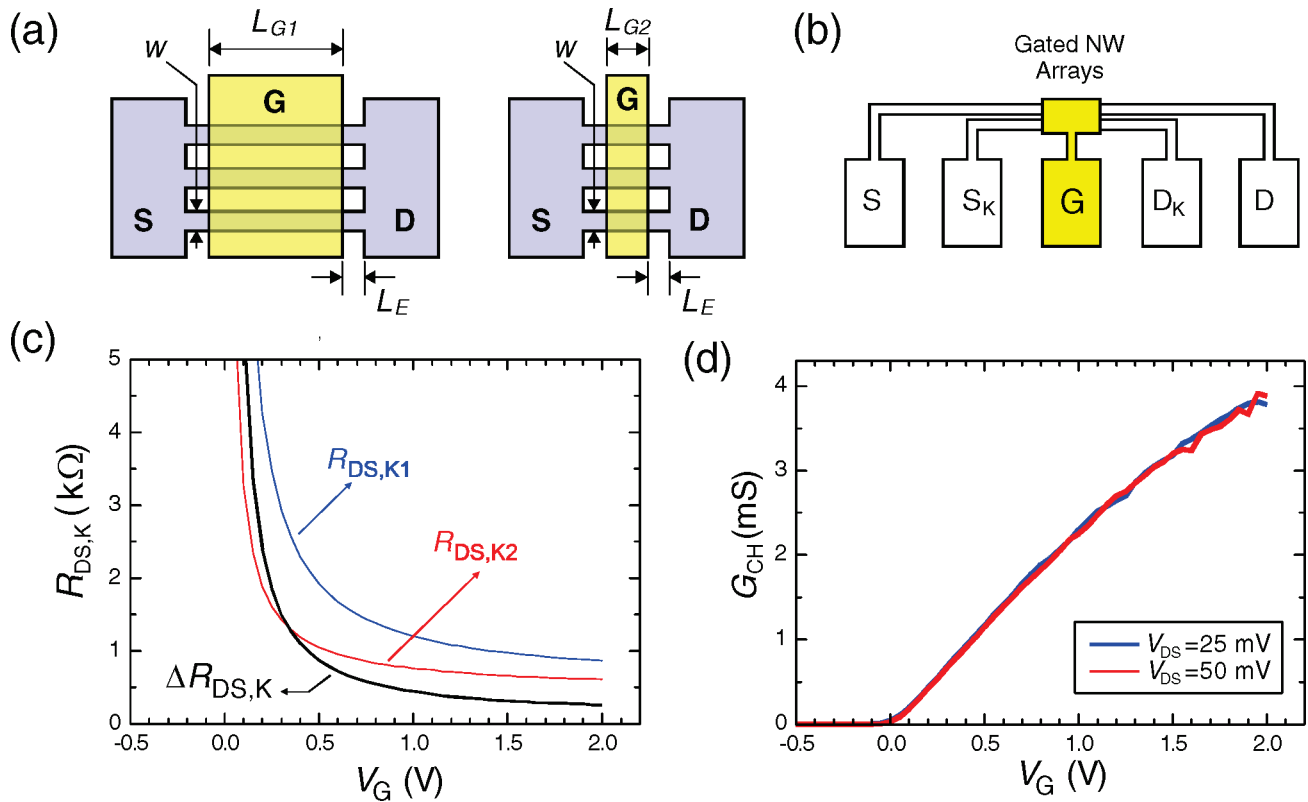 (a)
L_G1
w
G
S
D
L_E
L_G2
w
G
S
D
L_E
(b)
Gated NW
Arrays
S
S_K
G
D_K
D
(c)
R_DS,K (kΩ)
5
4
3
2
1
0
R_DS,K1
R_DS,K2
ΔR_DS,K
-0.5 0.0 0.5 1.0 1.5 2.0
V_G (V)
(d)
G_CH (mS)
4
3
2
1
0
V_DS=25 mV
V_DS=50 mV
-0.5 0.0 0.5 1.0 1.5 2.0
V_G (V)